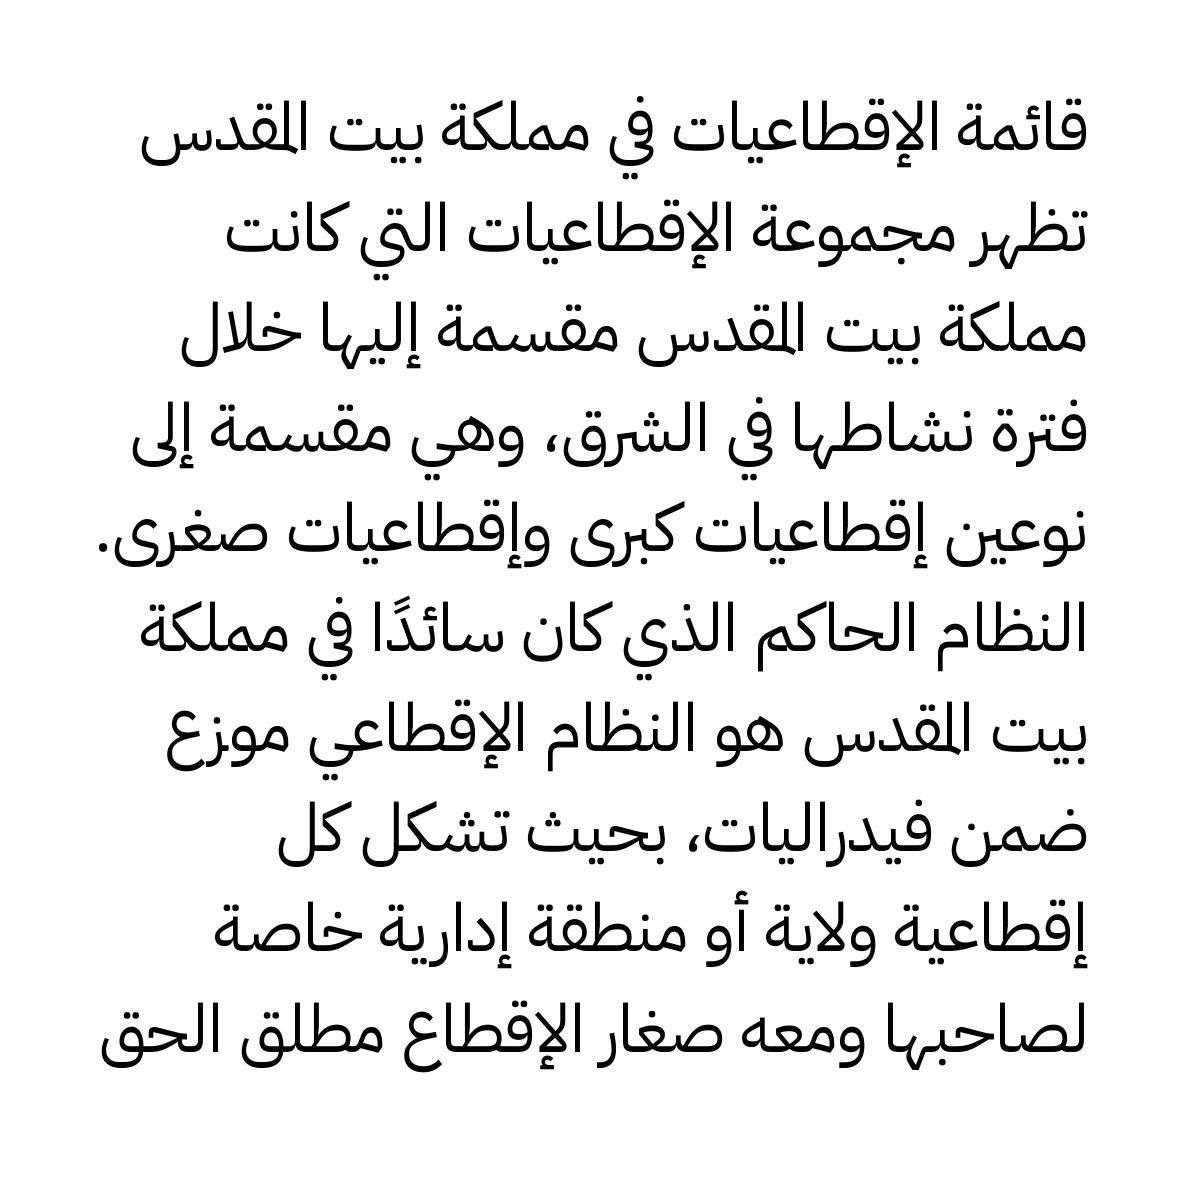 قائمة الإقطاعيات في مملكة بيت المقدس
تظهر مجموعة الإقطاعيات التي كانت
مملكة بيت المقدس مقسمة إليها خلال
فترة نشاطها في الشرق، وهي مقسمة إلى
نوعين إقطاعيات كبرى وإقطاعيات صغرى.
النظام الحاكم الذي كان سائدًا في مملكة
بيت المقدس هو النظام الإقطاعي موزع
ضمن فيدراليات، بحيث تشكل كل
إقطاعية ولاية أو منطقة إدارية خاصة
لصاحبها ومعه صغار الإقطاع مطلق الحق